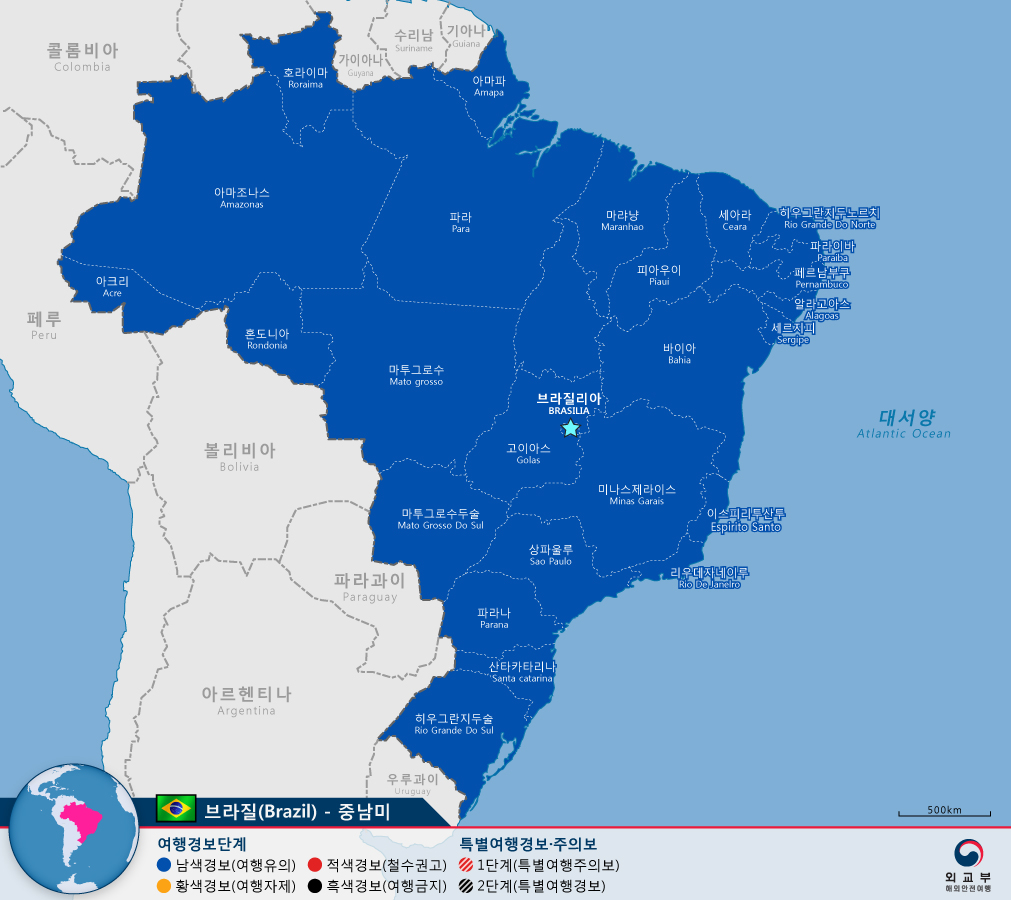 콜롬비아
Colombia
수리남
Suriname
기아나
Guiana
가이아나
Guyana
호라이마
Roraima
아마파
Amapa
아마조나스
Amazonas
파라
Para
마랴냥
Maranhao
세아라
Ceara
히우그란지두노르치
Rio Grande Do Norte
파라이바
Paraiba
페르남부쿠
Pernambuco
피아우이
Piaui
아크리
Acre
알라고아스
Alagoas
세르지피
Sergipe
페루
Peru
혼도니아
Rondonia
바이아
Bahia
마투그로수
Mato grosso
브라질리아
BRASILIA
대서양
Atlantic Ocean
고이아스
Golas
볼리비아
Bolivia
미나스제라이스
Minas Garais
마투그로수두술
Mato Grosso Do Sul
이스피리투산투
Espirito Santo
상파울루
Sao Paulo
리우데자네이루
Rio De Janeiro
파라과이
Paraguay
파라나
Parana
산타카타리나
Santa catarina
아르헨티나
Argentina
히우그란지두술
Rio Grande Do Sul
우루과이
Uruguay
500km
브라질(Brazil) - 중남미
여행경보단계
남색경보(여행유의)
적색경보(철수권고)
황색경보(여행자제)
흑색경보(여행금지)
특별여행경보·주의보
1단계(특별여행주의보)
2단계(특별여행경보)
외교부
해외안전여행